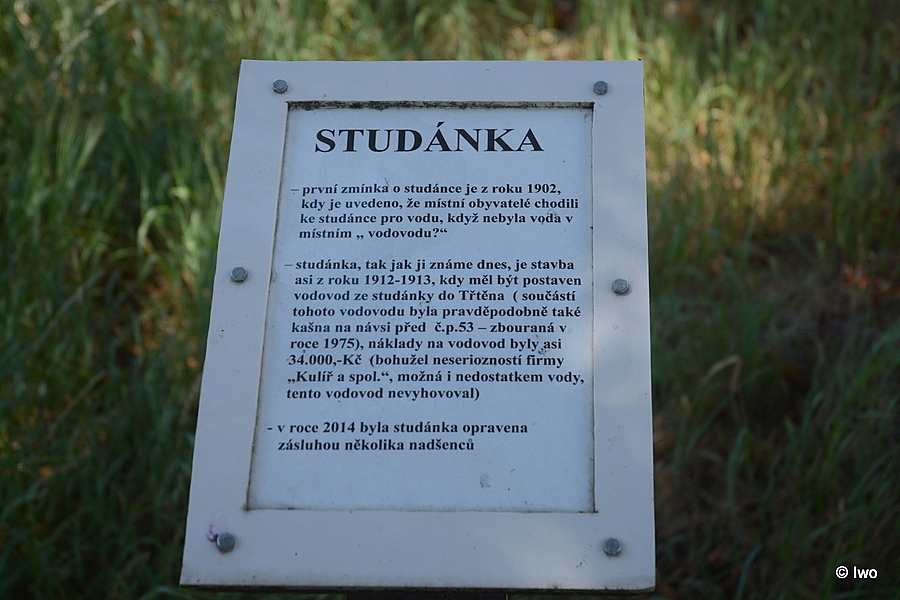 STUDÁNKA
– první zmínka o studánce je z roku 1902,
kdy je uvedeno, že místní obyvatelé chodili
ke studánce pro vodu, když nebyla voda v
místním „ vodovodu?“
– studánka, tak jak ji známe dnes, je stavba
asi z roku 1912-1913, kdy měl být postaven
vodovod ze studánky do Třtěna ( součástí
tohoto vodovodu byla pravděpodobně také
kašna na návsi před č.p.53 – zbouraná v
roce 1975), náklady na vodovod byly asi
34.000,-Kč (bohužel neseriozností firmy
„Kulíř a spol.“, možná i nedostatkem vody,
tento vodovod nevyhovoval)
- v roce 2014 byla studánka opravena
zásluhou několika nadšenců
© Iwo